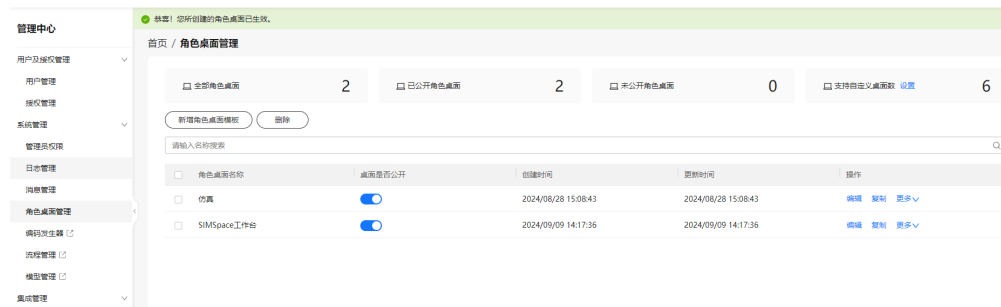 管理中心
用户及授权管理
用户管理
授权管理
系统管理
管理员权限
日志管理
消息管理
角色桌面管理
编码发生器
流程管理
模型管理
集成管理
恭喜！您所创建的角色桌面已生效。
首页 / 角色桌面管理
全部角色桌面 2 已公开角色桌面 2 未公开角色桌面 0 支持自定义桌面数 设置 6
新增角色桌面模板 删除
请输入名称搜索
角色桌面名称 桌面是否公开 创建时间 更新时间 操作
仿真 2024/08/28 15:08:43 2024/08/28 15:08:43 编辑 复制 更多
SIMSpace工作台 2024/09/09 14:17:36 2024/09/09 14:17:36 编辑 复制 更多